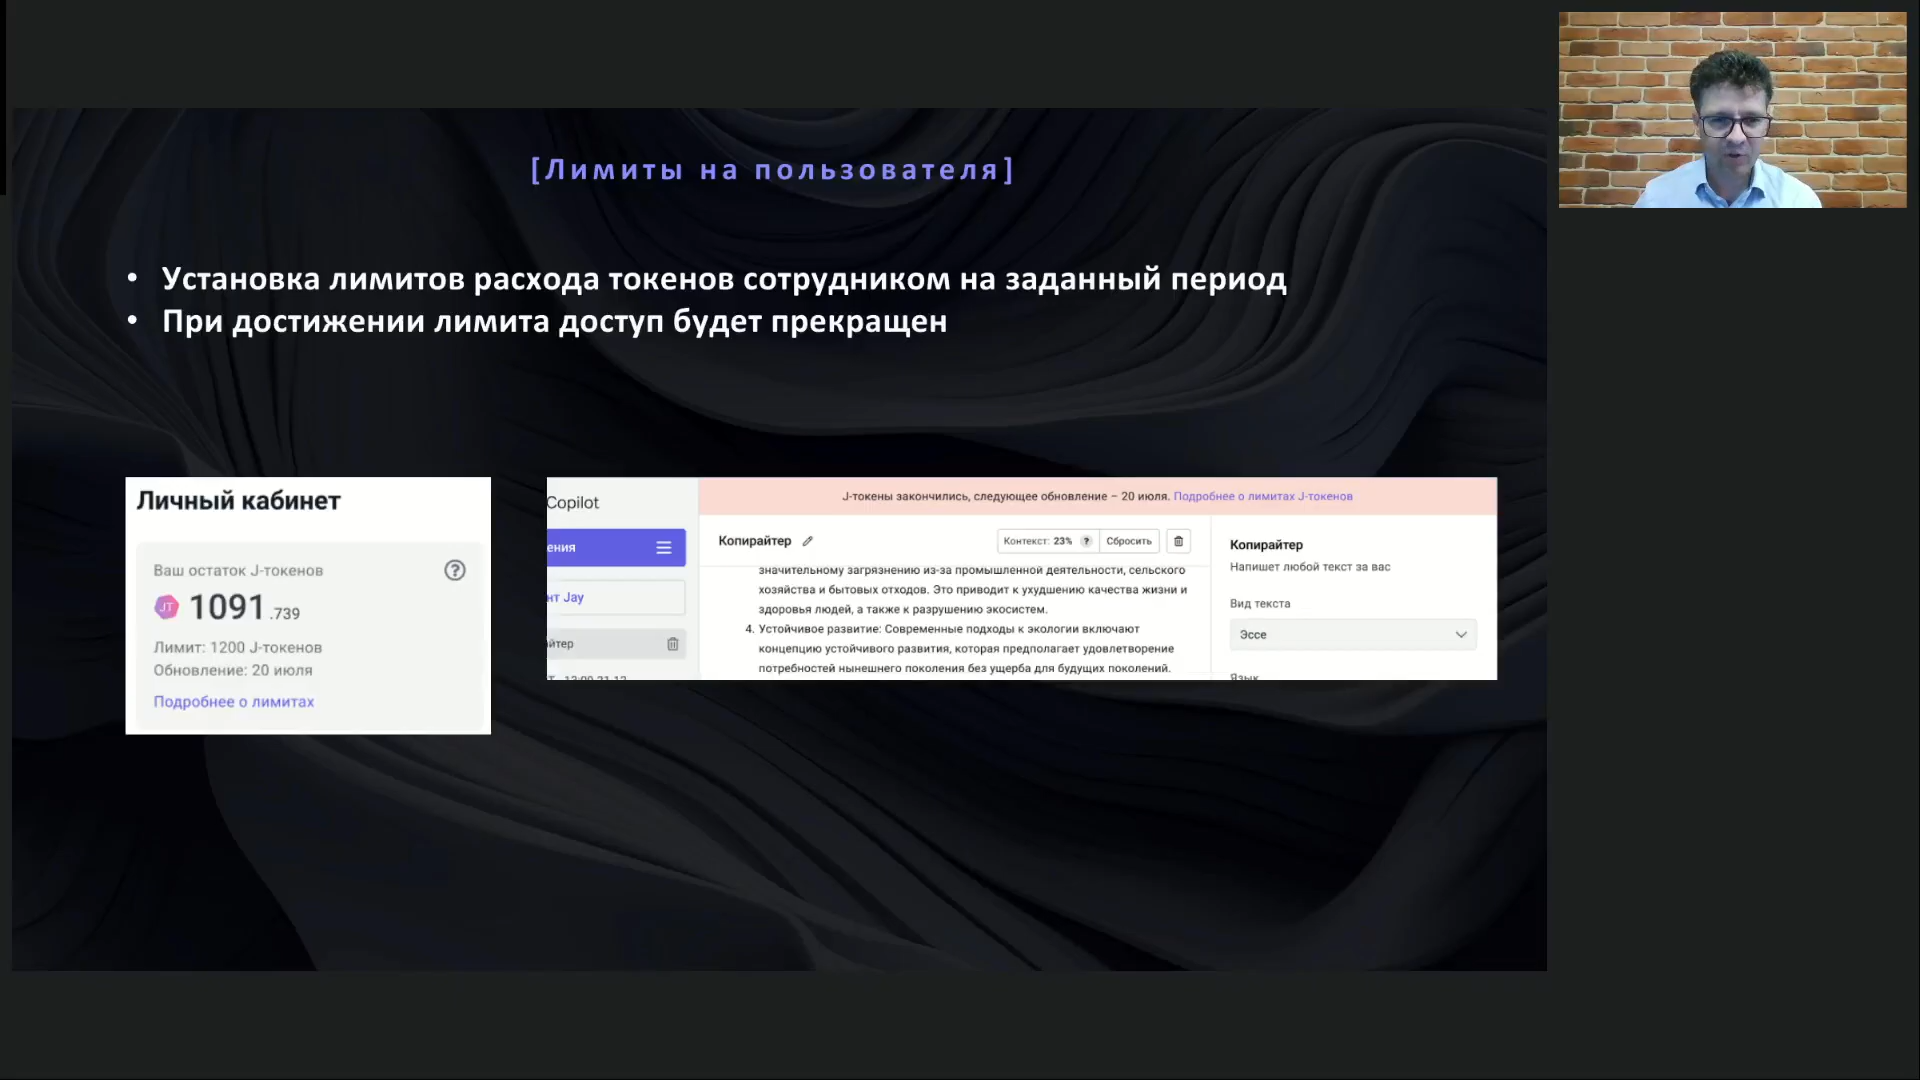 [Лимиты на пользователя]
• Установка лимитов расхода токенов сотрудником на заданный период
• При достижении лимита доступ будет прекращен
Личный кабинет
Ваш остаток J-токенов
?
JT 1091.739
Лимит: 1200 J-токенов
Обновление: 20 июля
Подробнее о лимитах
Copilot
ения
нт Jay
йтер
J-токены закончились, следующее обновление – 20 июля. Подробнее о лимитах J-токенов
Копирайтер
Контекст: 23% ? Сбросить
значительному загрязнению из-за промышленной деятельности, сельского
хозяйства и бытовых отходов. Это приводит к ухудшению качества жизни и
здоровья людей, а также к разрушению экосистем.
4. Устойчивое развитие: Современные подходы к экологии включают
концепцию устойчивого развития, которая предполагает удовлетворение
потребностей нынешнего поколения без ущерба для будущих поколений.
Копирайтер
Напишет любой текст за вас
Вид текста
Эссе
Язык